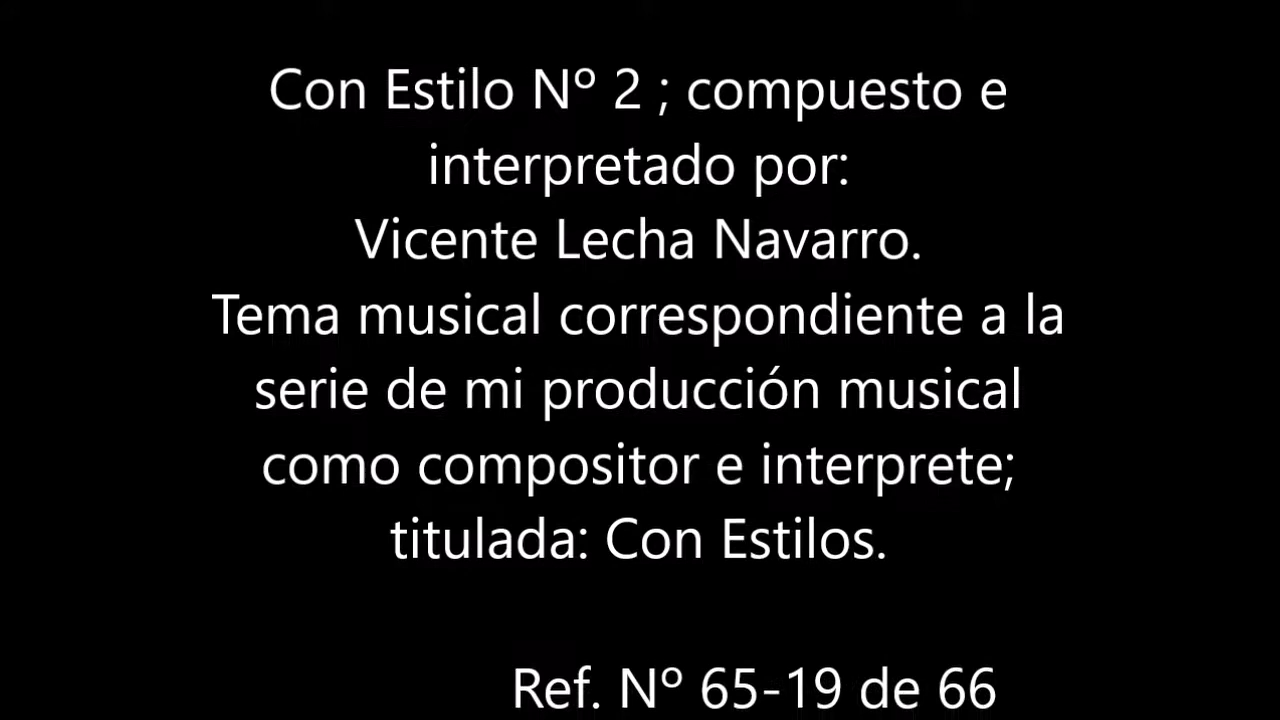 Con Estilo Nº 2 ; compuesto e
interpretado por:
Vicente Lecha Navarro.
Tema musical correspondiente a la
serie de mi producción musical
como compositor e interprete;
titulada: Con Estilos.
Ref. Nº 65-19 de 66